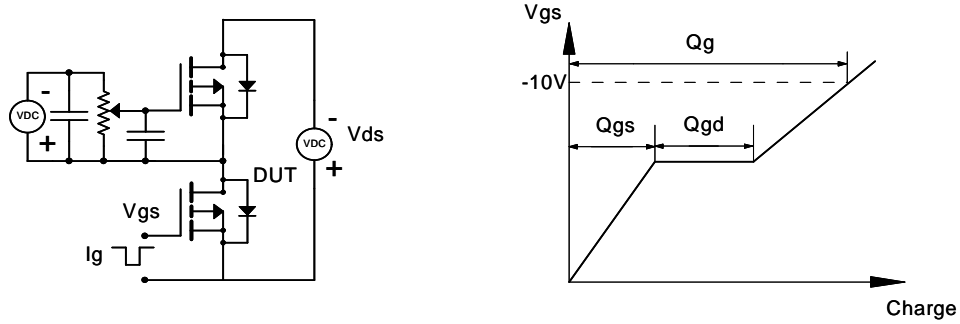 -
VDC
+
-
VDC
+
Vds
DUT
Vgs
Ig
Vgs
Qg
-10V
Qgs
Qgd
Charge